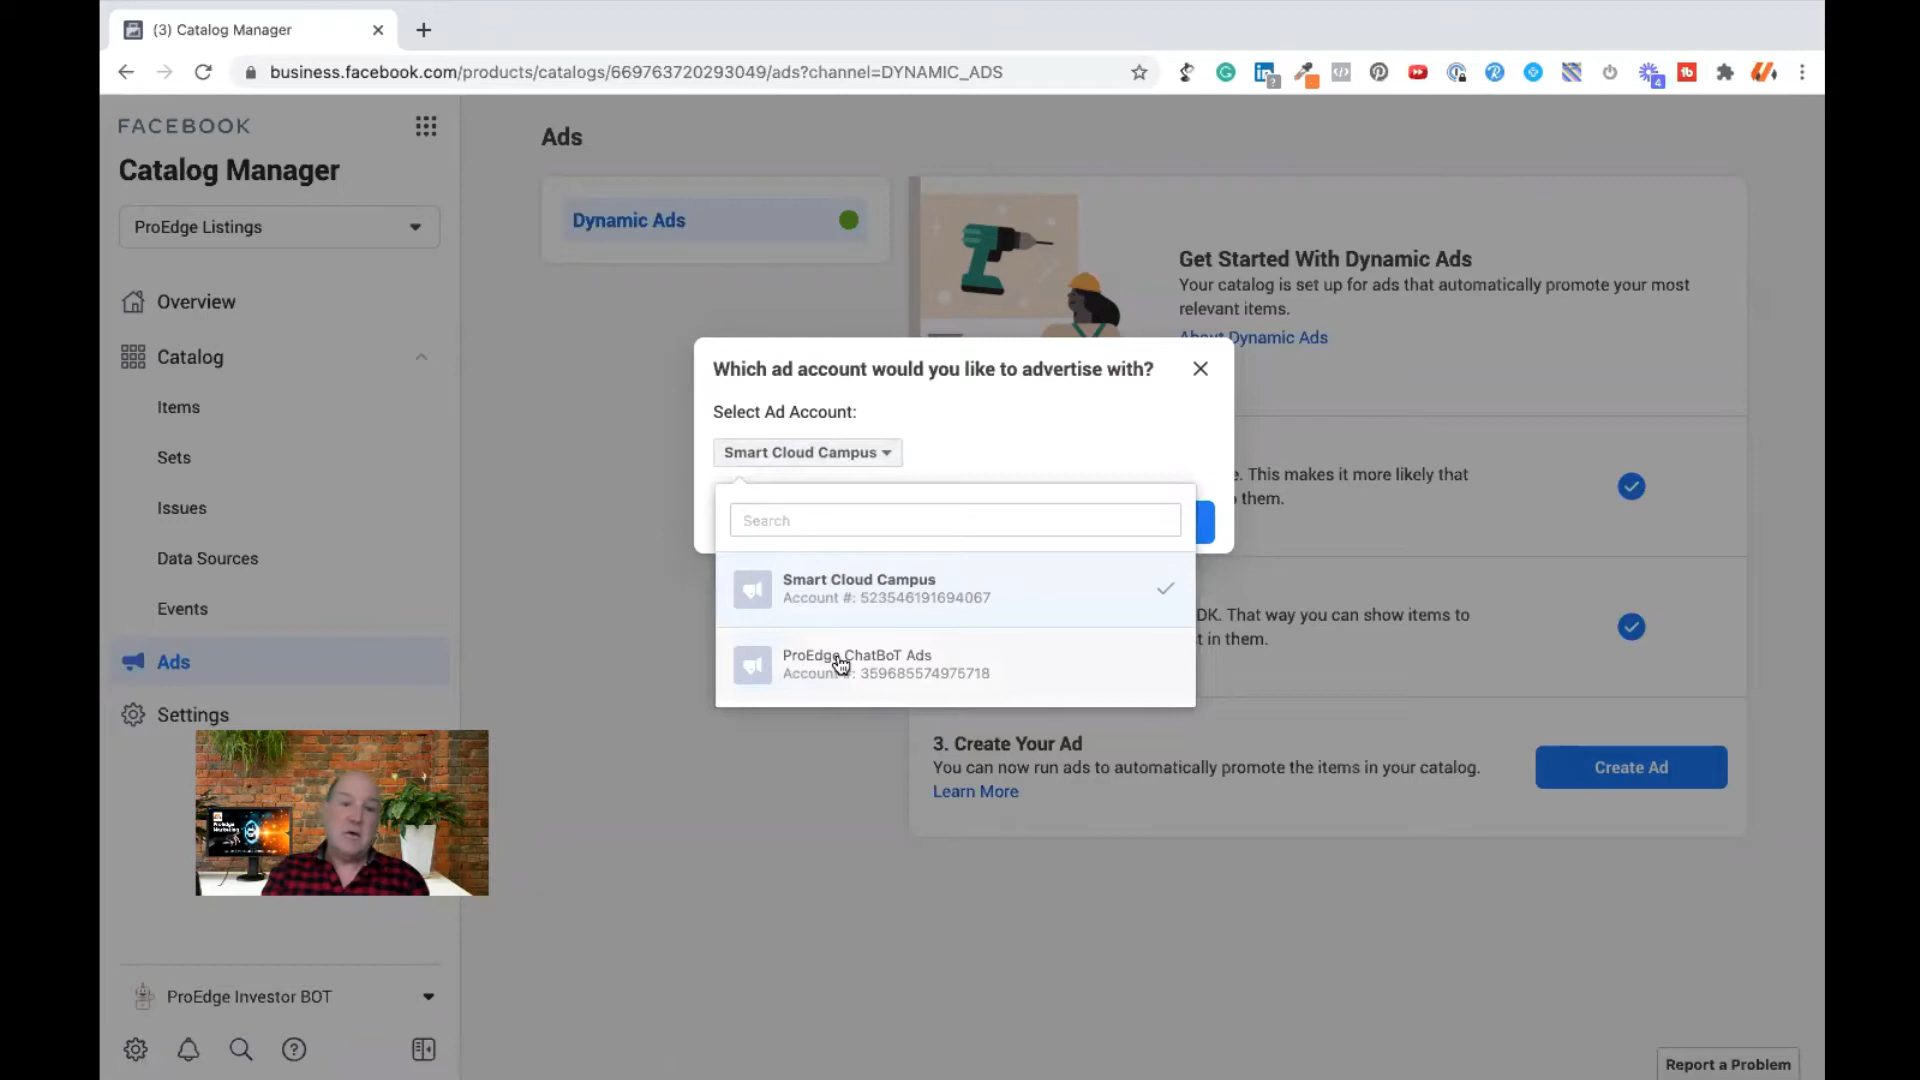 (3) Catalog Manager
business.facebook.com/products/catalogs/669763720293049/ads?channel=DYNAMIC_ADS
FACEBOOK
Catalog Manager
ProEdge Listings
Overview
Catalog
Items
Sets
Issues
Data Sources
Events
Ads
Settings
ProEdge Investor BOT
Ads
Dynamic Ads
Get Started With Dynamic Ads
Your catalog is set up for ads that automatically promote your most
relevant items.
About Dynamic Ads
Which ad account would you like to advertise with?
Select Ad Account:
Smart Cloud Campus
Search
Smart Cloud Campus
Account #: 523546191694067
ProEdge ChatBoT Ads
Account #: 359685574975718
e. This makes it more likely that
them.
DK. That way you can show items to
t in them.
3. Create Your Ad
You can now run ads to automatically promote the items in your catalog.
Learn More
Create Ad
ProEdge
Marketing
Report a Problem
4